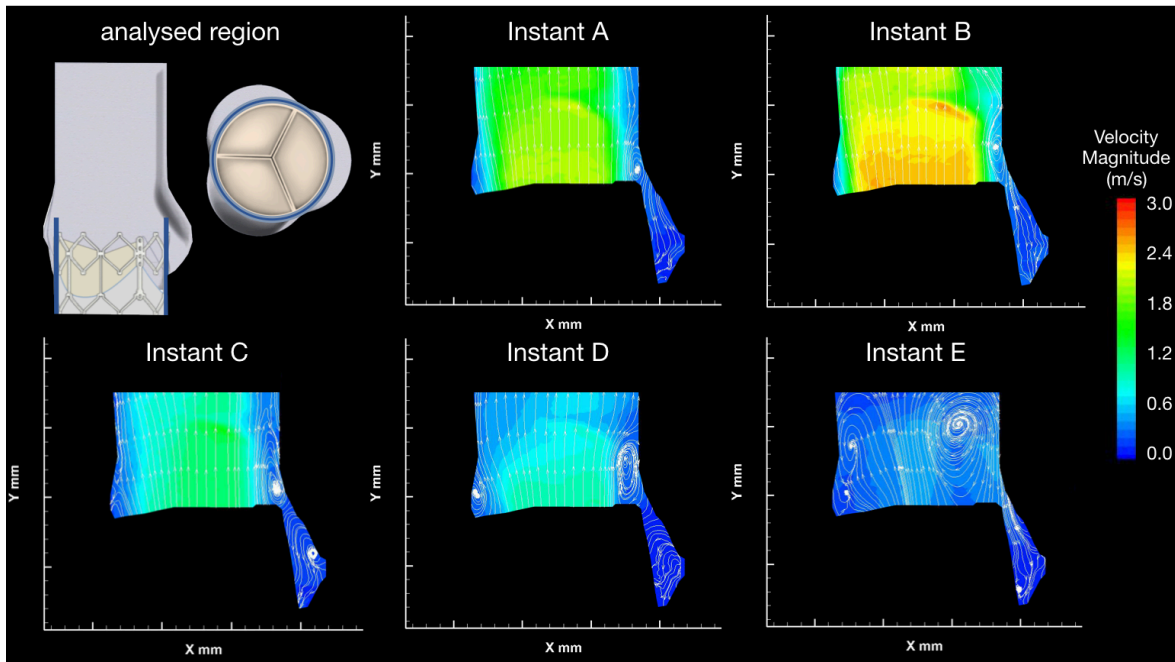 analysed region
Instant A
Instant B
Y mm
X mm
Y mm
X mm
Velocity
Magnitude
(m/s)
3.0
2.4
1.8
1.2
0.6
0.0
Instant C
Instant D
Instant E
Y mm
X mm
Y mm
X mm
Y mm
X mm